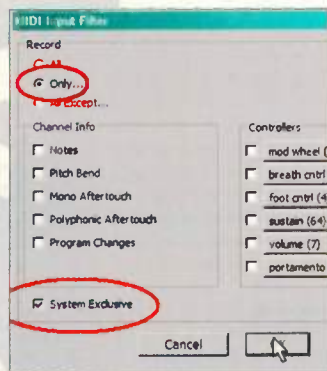 MIDI Input Filter
Record
All
Only...
All Except...
Channel Info
Notes
Pitch Bend
Mono Aftertouch
Polyphonic Aftertouch
Program Changes
System Exclusive
Controllers
mod wheel (
breath cntrl
foot cntrl (4
sustain (64)
volume (7)
portamento
Cancel